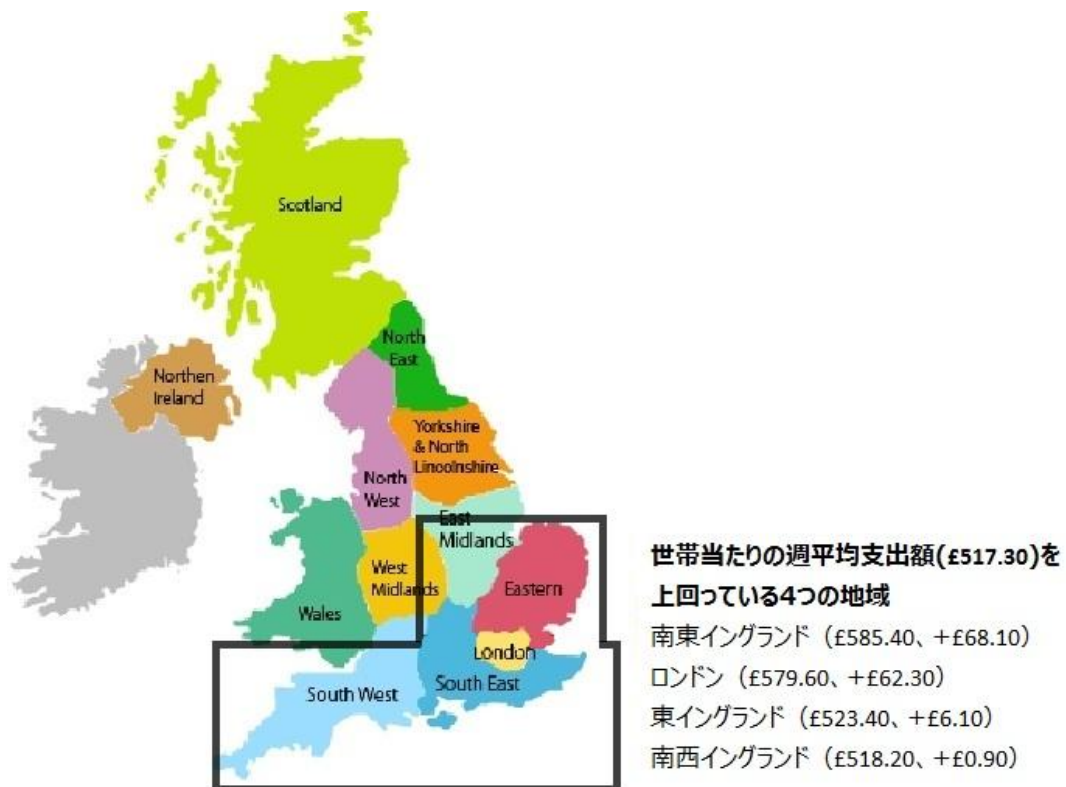 Scotland
North
East
Northen
Ireland
Yorkshire
& North
Lincolnshire
North
West
East
Midlands
West
Midlands
Eastern
Wales
London
South West
South East
世帯当たりの週平均支出額(£517.30)を
上回っている4つの地域
南東イングランド（£585.40、+£68.10）
ロンドン（£579.60、+£62.30）
東イングランド（£523.40、+£6.10）
南西イングランド（£518.20、+£0.90）